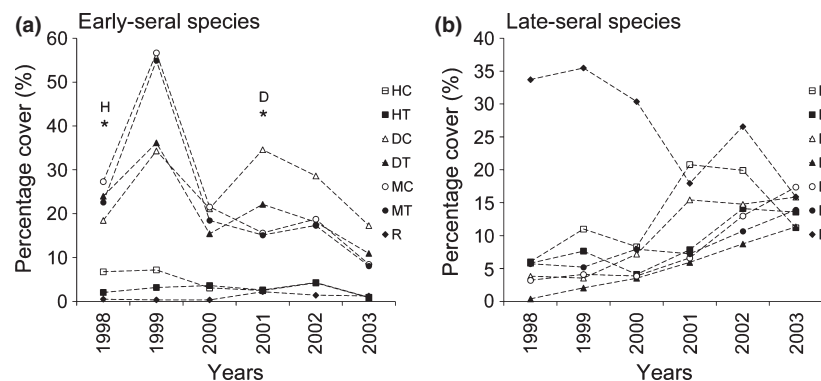 (a) Early-seral species
Percentage cover (%)
60
50
40
30
20
10
0
H
*
D
*
HC
HT
DC
DT
MC
MT
R
1998
1999
2000
2001
2002
2003
Years
(b) Late-seral species
Percentage cover (%)
40
35
30
25
20
15
10
5
0
1998
1999
2000
2001
2002
2003
Years